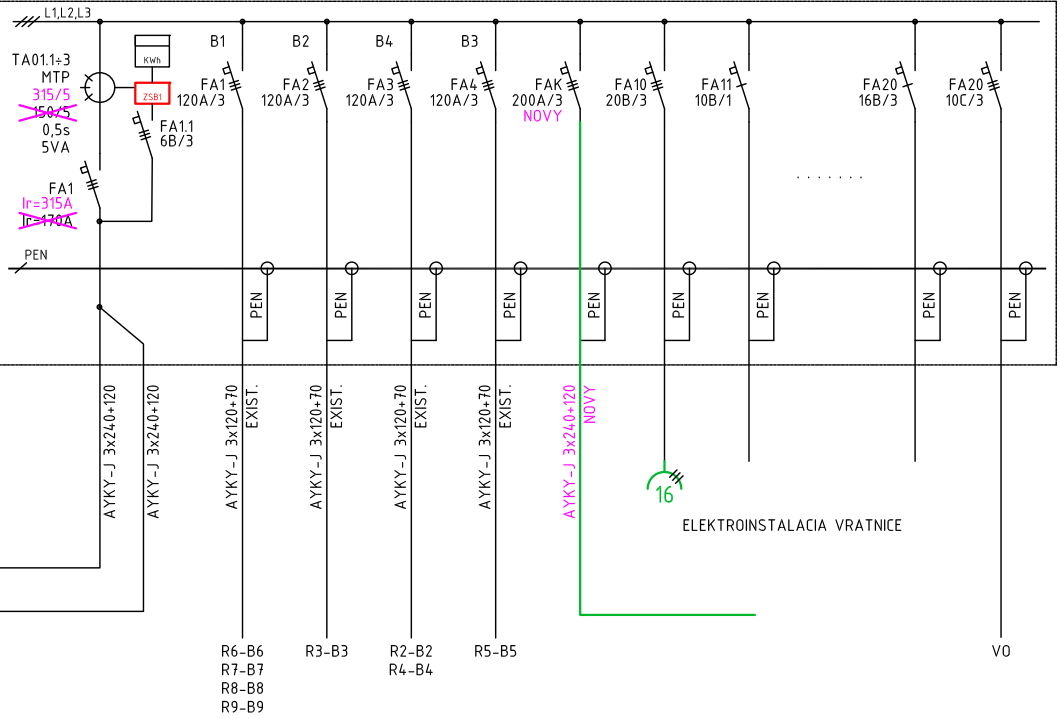 L1,L2,L3
TA01.1÷3
MTP
315/5
150/5
0,5s
5VA
KWh
ZSB1
FA1.1
6B/3
FA1
Ir=315A
Ir=170A
B1
FA1
120A/3
B2
FA2
120A/3
B4
FA3
120A/3
B3
FA4
120A/3
FAK
200A/3
NOVY
FA10
20B/3
FA11
10B/1
. . . . . . .
FA20
16B/3
FA20
10C/3
PEN
PEN
PEN
PEN
PEN
PEN
PEN
PEN
PEN
PEN
AYKY-J 3x240+120
AYKY-J 3x240+120
AYKY-J 3x120+70
EXIST.
AYKY-J 3x120+70
EXIST.
AYKY-J 3x120+70
EXIST.
AYKY-J 3x120+70
EXIST.
AYKY-J 3x240+120
NOVY
16
ELEKTROINSTALACIA VRATNICE
R6-B6
R7-B7
R8-B8
R9-B9
R3-B3
R2-B2
R4-B4
R5-B5
VO